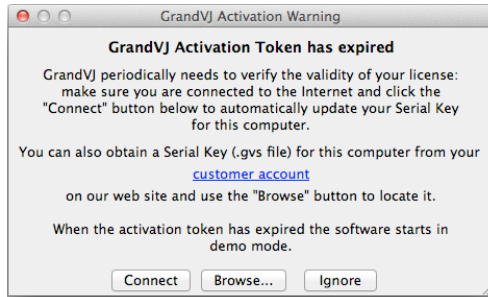 GrandVJ Activation Warning
GrandVJ Activation Token has expired
GrandVJ periodically needs to verify the validity of your license:
make sure you are connected to the Internet and click the
"Connect" button below to automatically update your Serial Key
for this computer.
You can also obtain a Serial Key (.gvs file) for this computer from your
customer account
on our web site and use the "Browse" button to locate it.
When the activation token has expired the software starts in
demo mode.
Connect Browse... Ignore